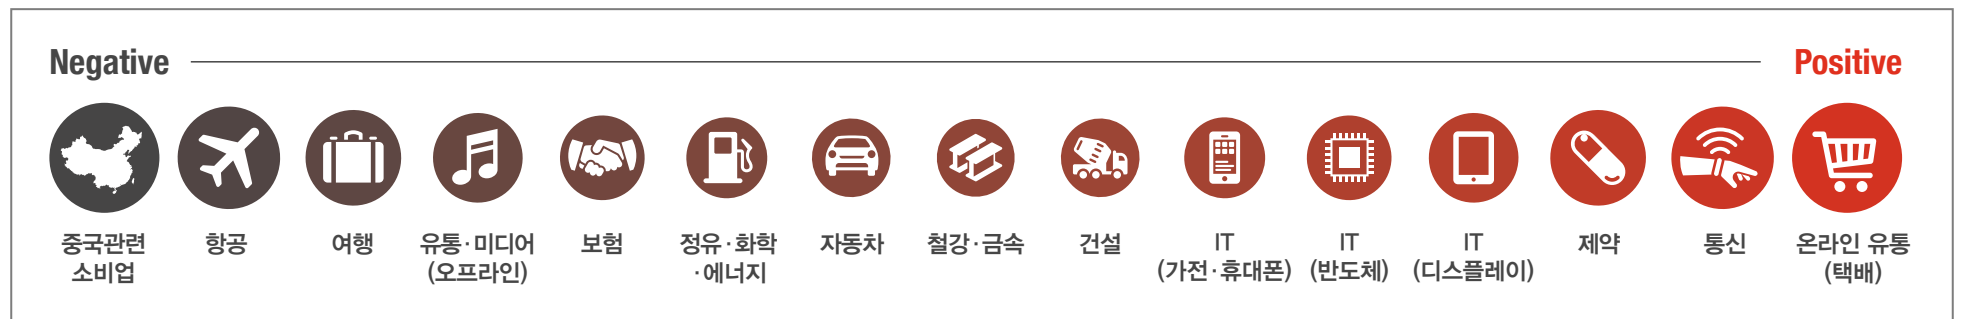 Negative
Positive
중국관련
소비업
항공
여행
유통·미디어
(오프라인)
보험
정유·화학
·에너지
자동차
철강·금속
건설
IT
(가전·휴대폰)
IT
(반도체)
IT
(디스플레이)
제약
통신
온라인 유통
(택배)